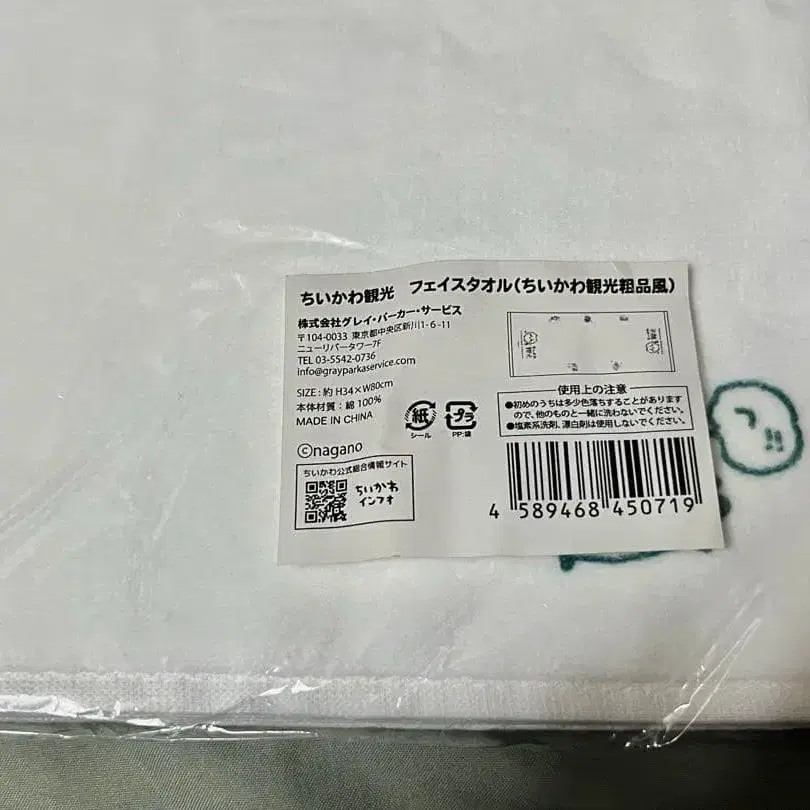 ちいかわ観光 フェイスタオル(ちいかわ観光粗品風)
株式会社グレイ・パーカー・サービス
〒104-0033 東京都中央区新川1-6-11
ニューリバータワー7F
TEL 03-5542-0736
info@grayparkaservice.com
SIZE:約 H34×W80cm
本体材質:綿 100%
MADE IN CHINA
紙
シール
プラ
PP:袋
©nagano
ちいかわ公式総合情報サイト
ちいかわ
インフォ
使用上の注意
●初めのうちは多少色落ちすることがあります
ので、他のものと一緒に洗わないでください。
●塩素系洗剤、漂白剤は使用しないでください。
4 589468 450719